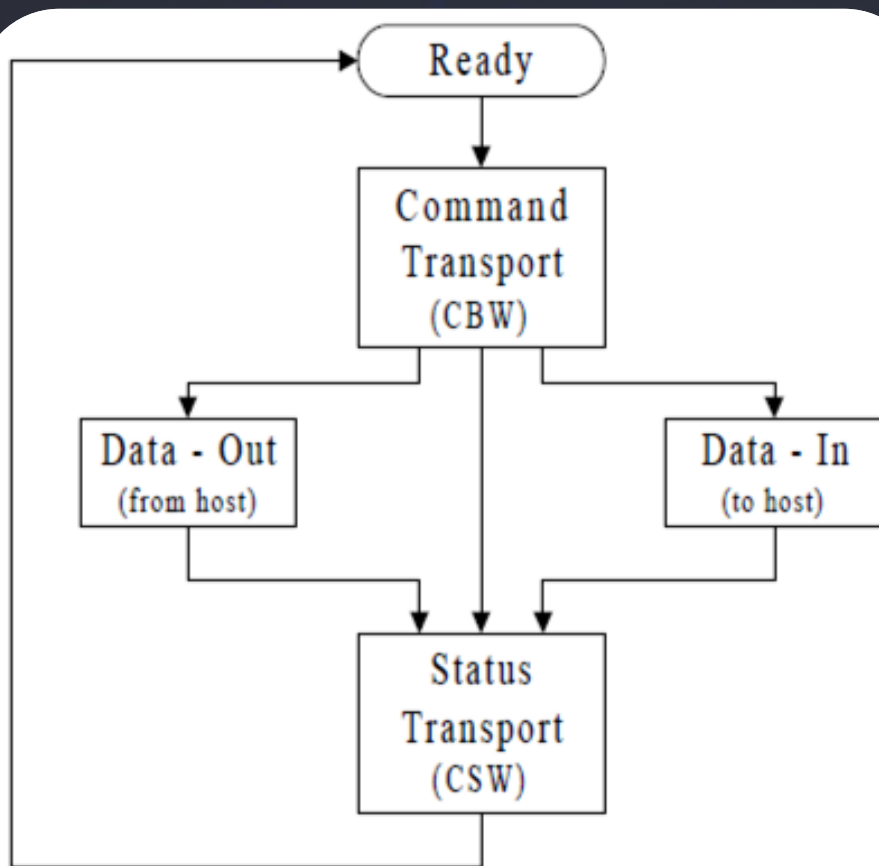 Ready
Command
Transport
(CBW)
Data - Out
(from host)
Data - In
(to host)
Status
Transport
(CSW)